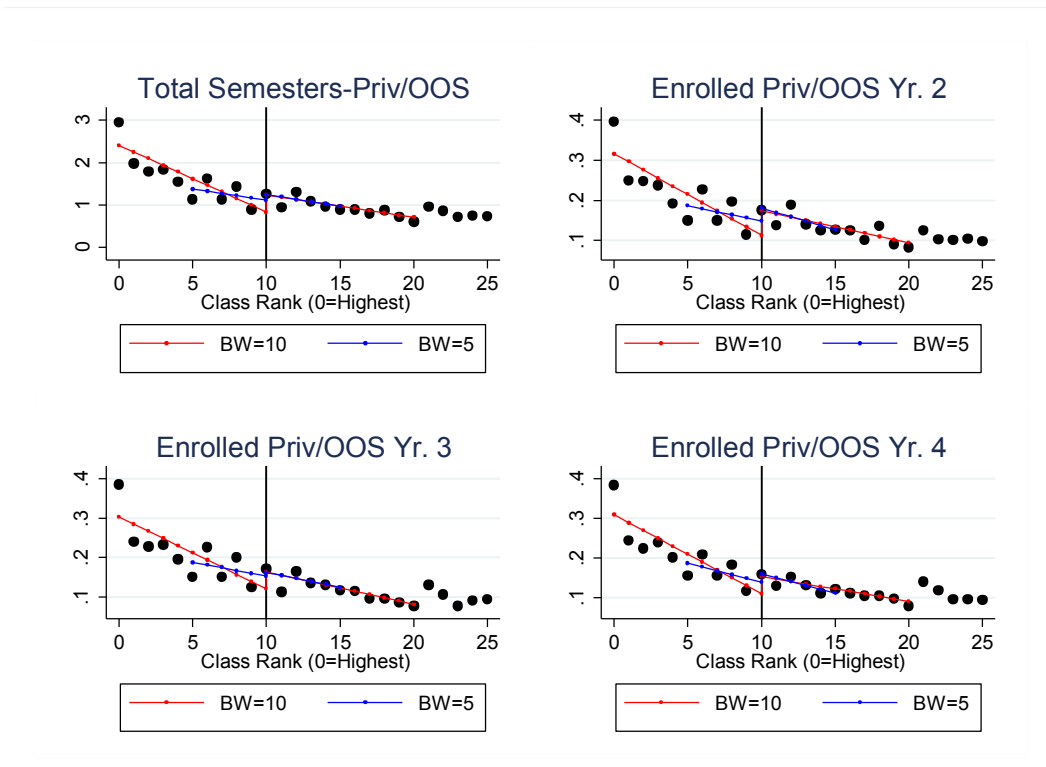 Total Semesters-Priv/OOS
3
2
1
0
0 5 10 15 20 25
Class Rank (0=Highest)
BW=10 BW=5
Enrolled Priv/OOS Yr. 2
.4
.3
.2
.1
0 5 10 15 20 25
Class Rank (0=Highest)
BW=10 BW=5
Enrolled Priv/OOS Yr. 3
.4
.3
.2
.1
0 5 10 15 20 25
Class Rank (0=Highest)
BW=10 BW=5
Enrolled Priv/OOS Yr. 4
.4
.3
.2
.1
0 5 10 15 20 25
Class Rank (0=Highest)
BW=10 BW=5